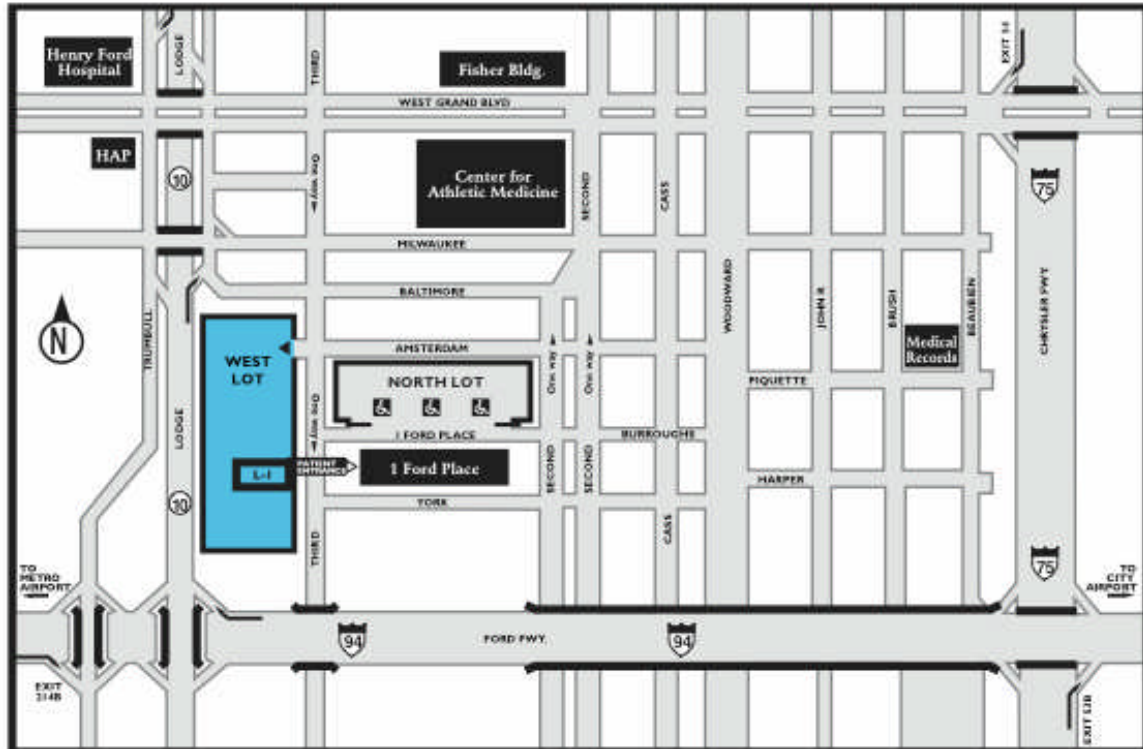 Henry Ford
Hospital
LODGE
THIRD
Fisher Bldg.
EXIT 56
WEST GRAND BLVD
HAP
10
One way
Center for
Athletic Medicine
SECOND
CASS
75
MILWAUKEE
WOODWARD
JOHN R
BRUSH
BEAUBIEN
CHRYSLER FWY
BALTIMORE
N
TRUMBULL
WEST
LOT
AMSTERDAM
One way
One way
Medical
Records
NORTH LOT
PIQUETTE
LODGE
One way
1 FORD PLACE
BURROUGHS
L-1
PATIENT
ENTRANCE
1 Ford Place
SECOND
SECOND
HARPER
10
YORK
THIRD
CASS
75
TO
METRO
AIRPORT
TO
CITY
AIRPORT
94
FORD FWY.
94
EXIT
214B
EXIT 53B